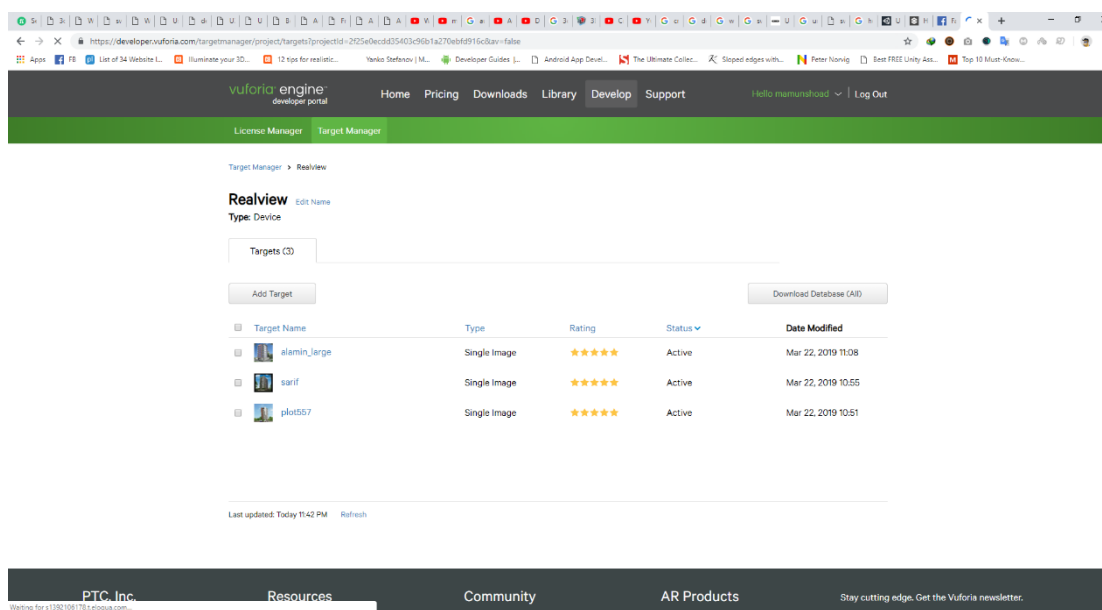 https://developer.vuforia.com/targetmanager/project/targets?projectId=2f25e0ecdd35403c96b1a270ebfd916c&av=false
Apps FB List of 34 Website L... Illuminate your 3D... 12 tips for realistic... Yanko Stefanov | M... Developer Guides |... Android App Devel... The Ultimate Collec... Sloped edges with... Peter Norvig Best FREE Unity Ass... Top 10 Must-Know...
vuforia engine
developer portal
Home Pricing Downloads Library Develop Support Hello mamunshoad Log Out
License Manager Target Manager
Target Manager > Realview
Realview Edit Name
Type: Device
Targets (3)
Add Target Download Database (All)
Target Name Type Rating Status Date Modified
alamin_large Single Image Active Mar 22, 2019 11:08
sarif Single Image Active Mar 22, 2019 10:55
plot557 Single Image Active Mar 22, 2019 10:51
Last updated: Today 11:42 PM Refresh
PTC, Inc. Resources Community AR Products Stay cutting edge. Get the Vuforia newsletter.
Waiting for s1392106178.t.eloqua.com...